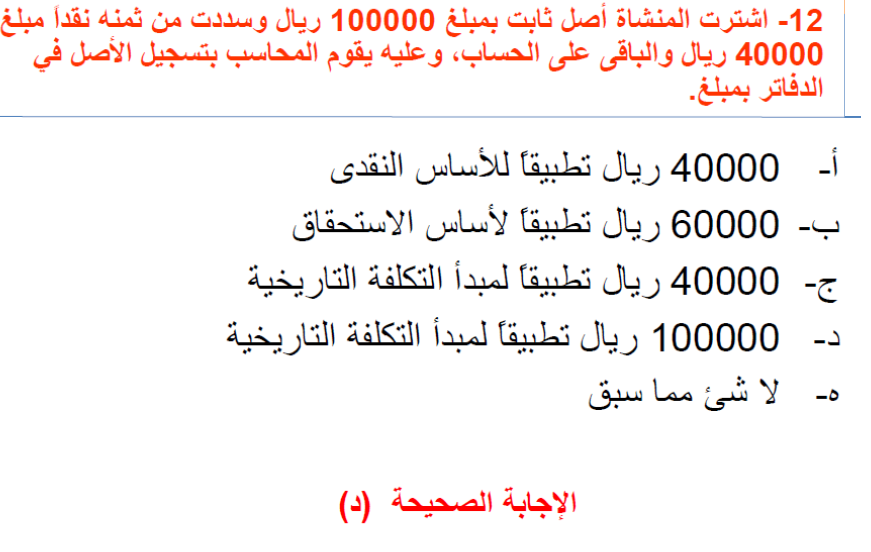 12- اشترت المنشاة أصل ثابت بمبلغ 100000 ريال وسددت من ثمنه نقداً مبلغ
40000 ريال والباقى على الحساب، وعليه يقوم المحاسب بتسجيل الأصل في
الدفاتر بمبلغ.
أ- 40000 ريال تطبيقاً للأساس النقدى
ب- 60000 ريال تطبيقاً لأساس الاستحقاق
ج- 40000 ريال تطبيقاً لمبدأ التكلفة التاريخية
د- 100000 ريال تطبيقاً لمبدأ التكلفة التاريخية
ه- لا شئ مما سبق
الإجابة الصحيحة (د)